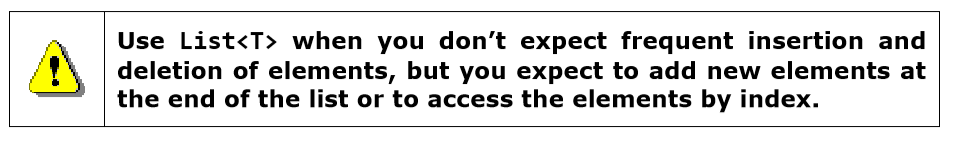 Use List<T> when you don’t expect frequent insertion and
deletion of elements, but you expect to add new elements at
the end of the list or to access the elements by index.